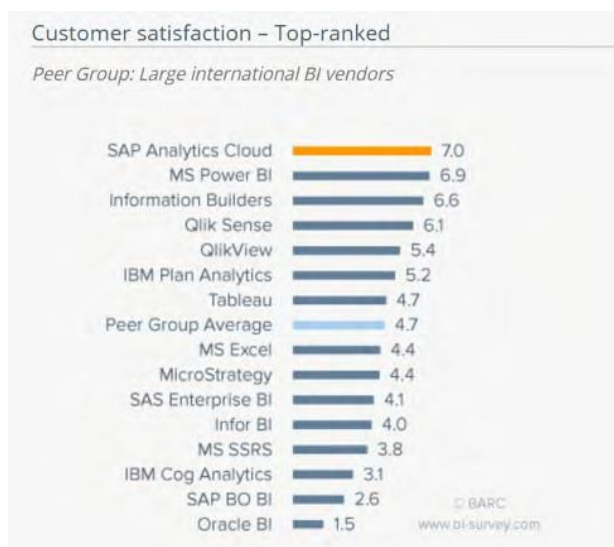 Customer satisfaction – Top-ranked
Peer Group: Large international BI vendors
SAP Analytics Cloud 7.0
MS Power BI 6.9
Information Builders 6.6
Qlik Sense 6.1
QlikView 5.4
IBM Plan Analytics 5.2
Tableau 4.7
Peer Group Average 4.7
MS Excel 4.4
MicroStrategy 4.4
SAS Enterprise BI 4.1
Infor BI 4.0
MS SSRS 3.8
IBM Cog Analytics 3.1
SAP BO BI 2.6
© BARC
Oracle BI 1.5
www.bi-survey.com